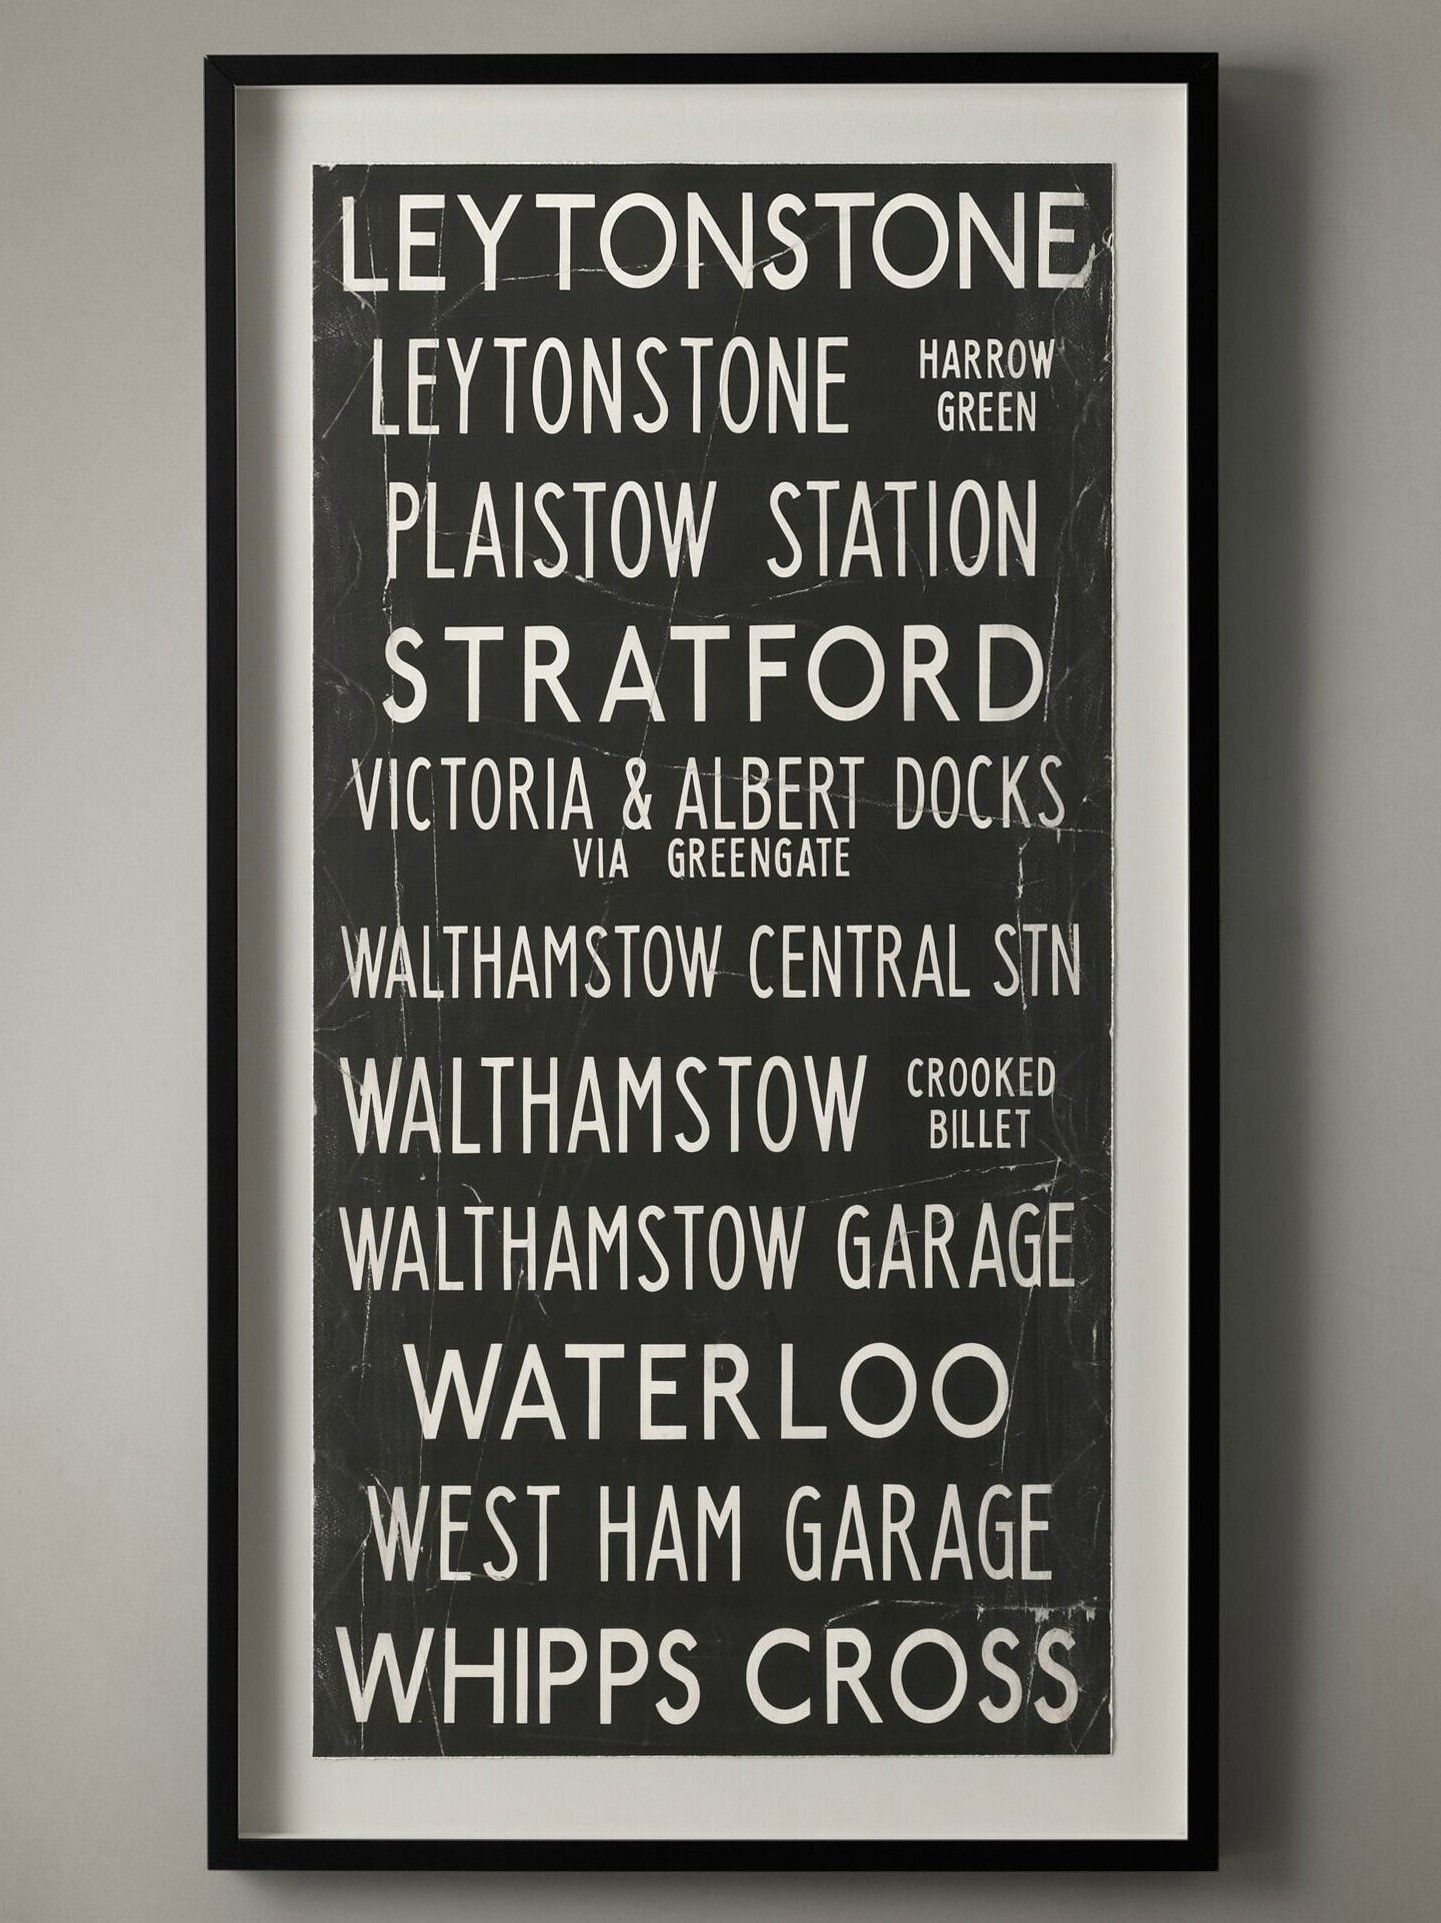 LEYTONSTONE
LEYTONSTONE HARROW GREEN
PLAISTOW STATION
STRATFORD
VICTORIA & ALBERT DOCKS
VIA GREENGATE
WALTHAMSTOW CENTRAL STN
WALTHAMSTOW CROOKED BILLET
WALTHAMSTOW GARAGE
WATERLOO
WEST HAM GARAGE
WHIPPS CROSS